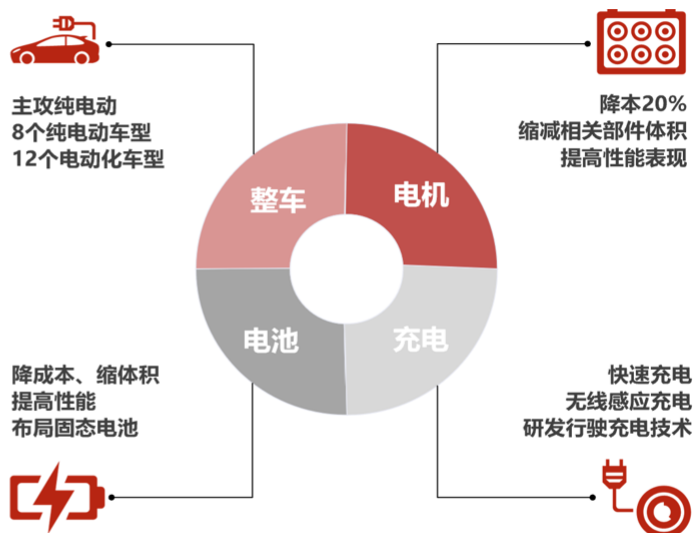 主攻纯电动
8个纯电动车型
12个电动化车型
降本20%
缩减相关部件体积
提高性能表现
整车
电机
电池
充电
降成本、缩体积
提高性能
布局固态电池
快速充电
无线感应充电
研发行驶充电技术